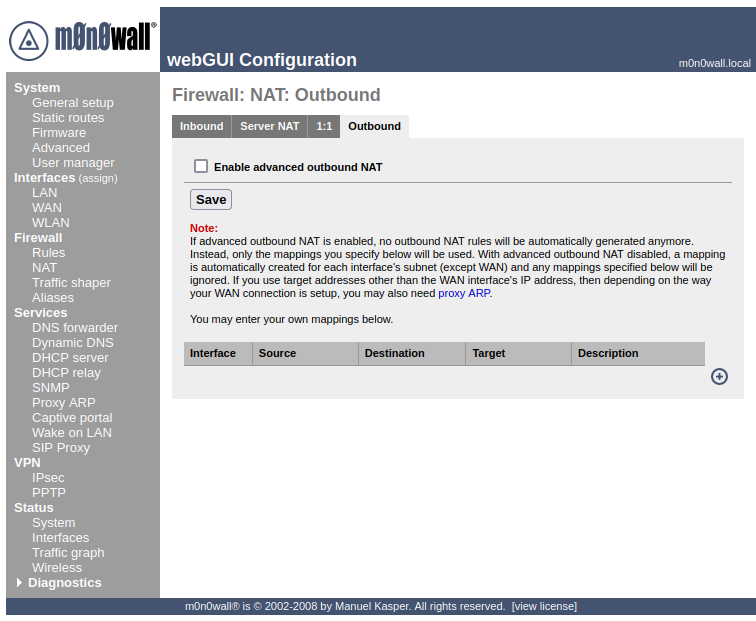 m0n0wall®
webGUI Configuration
m0n0wall.local
System
General setup
Static routes
Firmware
Advanced
User manager
Interfaces (assign)
LAN
WAN
WLAN
Firewall
Rules
NAT
Traffic shaper
Aliases
Services
DNS forwarder
Dynamic DNS
DHCP server
DHCP relay
SNMP
Proxy ARP
Captive portal
Wake on LAN
SIP Proxy
VPN
IPsec
PPTP
Status
System
Interfaces
Traffic graph
Wireless
Diagnostics
Firewall: NAT: Outbound
Inbound Server NAT 1:1 Outbound
Enable advanced outbound NAT
Save
Note:
If advanced outbound NAT is enabled, no outbound NAT rules will be automatically generated anymore.
Instead, only the mappings you specify below will be used. With advanced outbound NAT disabled, a mapping
is automatically created for each interface's subnet (except WAN) and any mappings specified below will be
ignored. If you use target addresses other than the WAN interface's IP address, then depending on the way
your WAN connection is setup, you may also need proxy ARP.
You may enter your own mappings below.
Interface Source Destination Target Description
m0n0wall® is © 2002-2008 by Manuel Kasper. All rights reserved. [view license]